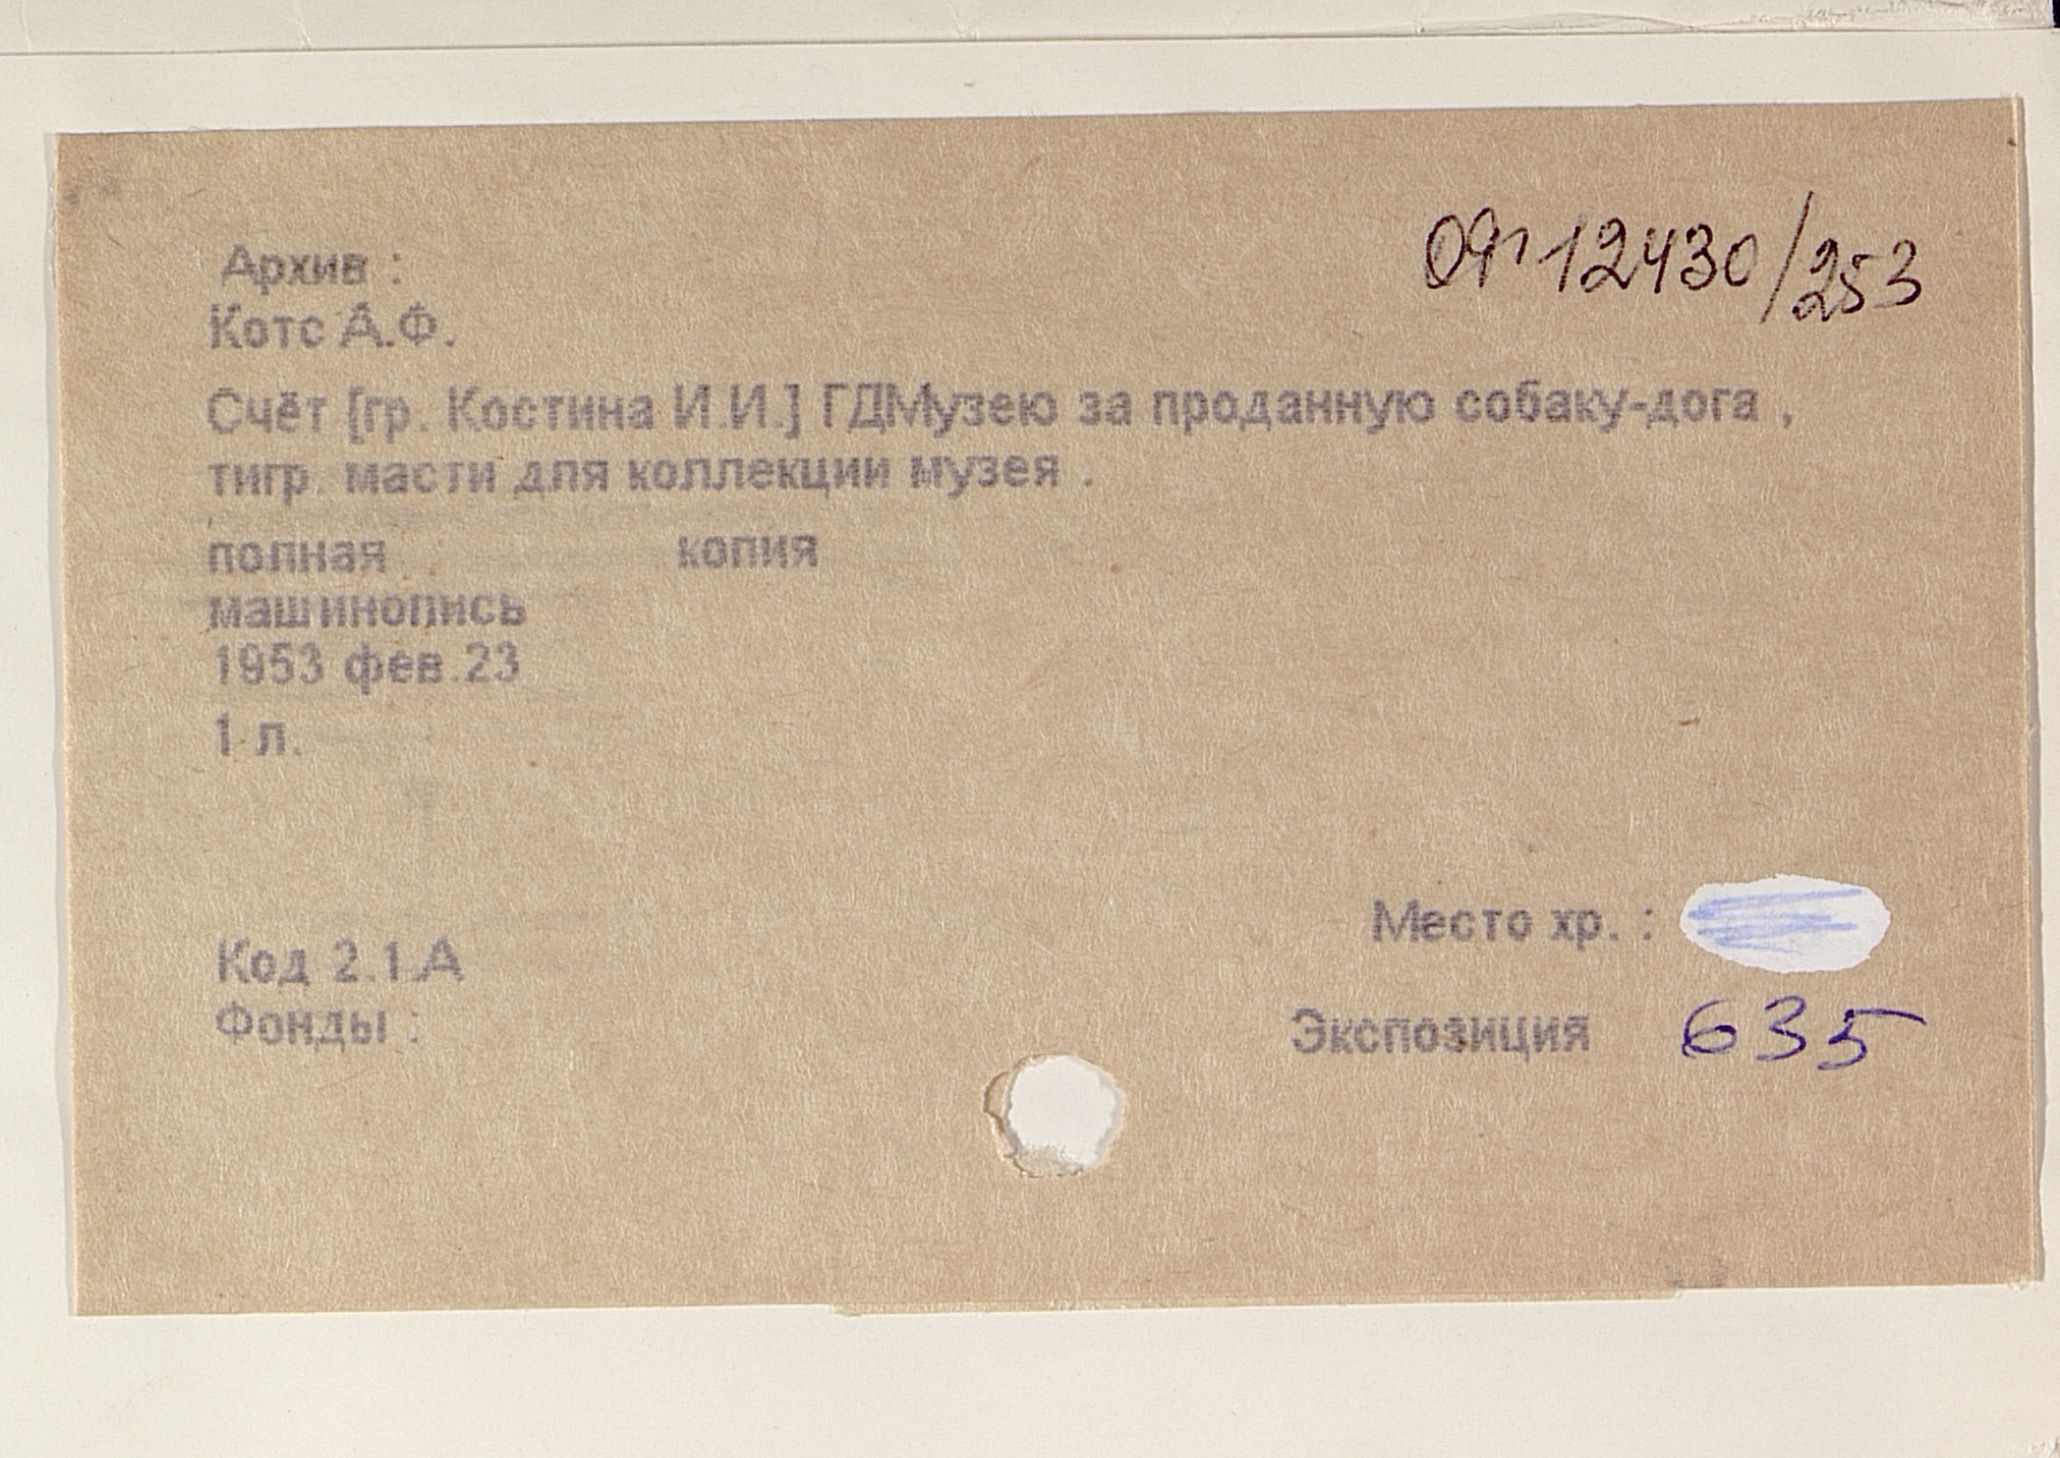 Архив :
ОФ 12430/253
Котс А.Ф.
Счёт [гр. Костина И.И.] ГДМузею за проданную собаку-дога ,
тигр. масти для коллекции музея .
полная копия
машинопись
1953 фев.23
1 л.
Место хр. :
Код 2.1.А
Фонды :
Экспозиция 635